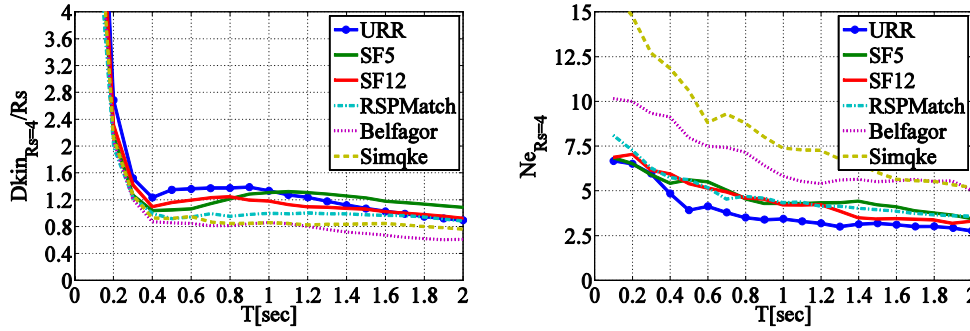 4
3.6
3.2
2.8
2.4
2
1.6
1.2
0.8
0.4
0
Dkin Rs=4/Rs
0 0.2 0.4 0.6 0.8 1 1.2 1.4 1.6 1.8 2
T[sec]
URR
SF5
SF12
RSPMatch
Belfagor
Simqke
15
12.5
10
7.5
5
2.5
0
Ne Rs=4
0 0.2 0.4 0.6 0.8 1 1.2 1.4 1.6 1.8 2
T[sec]
URR
SF5
SF12
RSPMatch
Belfagor
Simqke